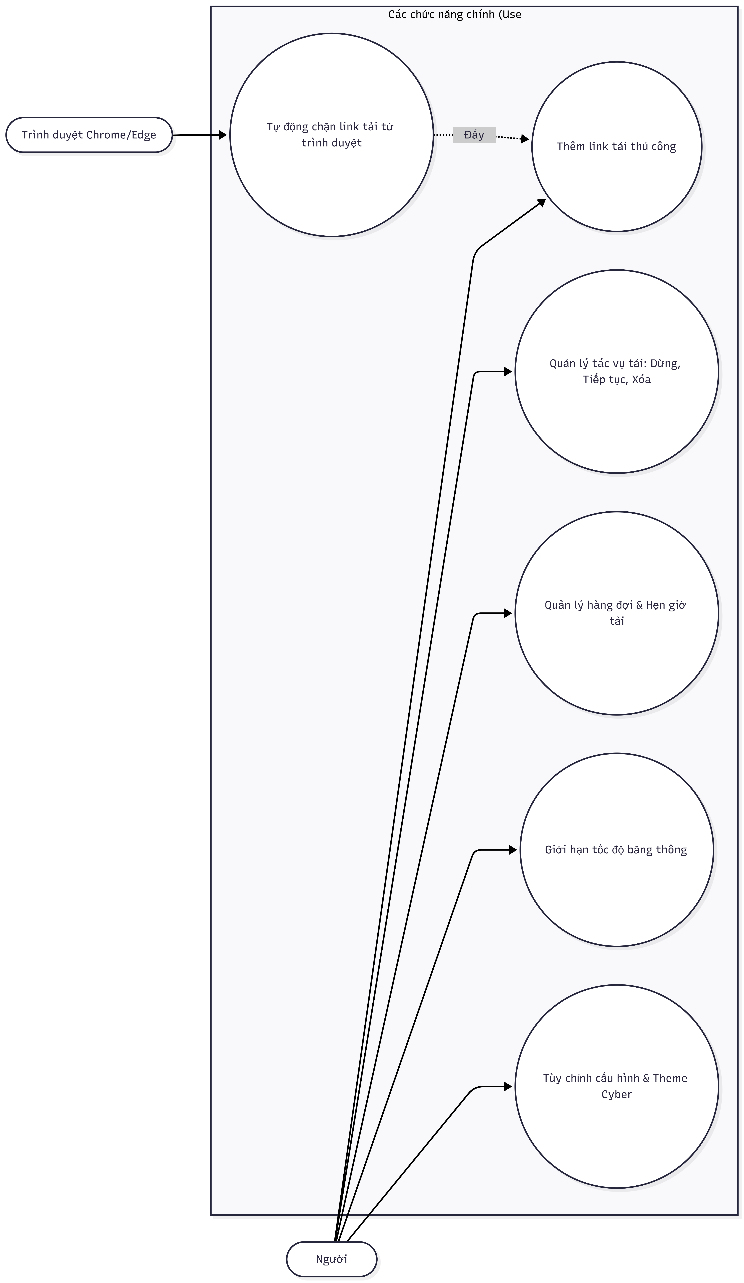 Các chức năng chính (Use
Trình duyệt Chrome/Edge
Tự động chặn link tải từ
trình duyệt
Đẩy
Thêm link tải thủ công
Quản lý tác vụ tải: Dừng,
Tiếp tục, Xóa
Quản lý hàng đợi & Hẹn giờ
tải
Giới hạn tốc độ băng thông
Tùy chỉnh cấu hình & Theme
Cyber
Người